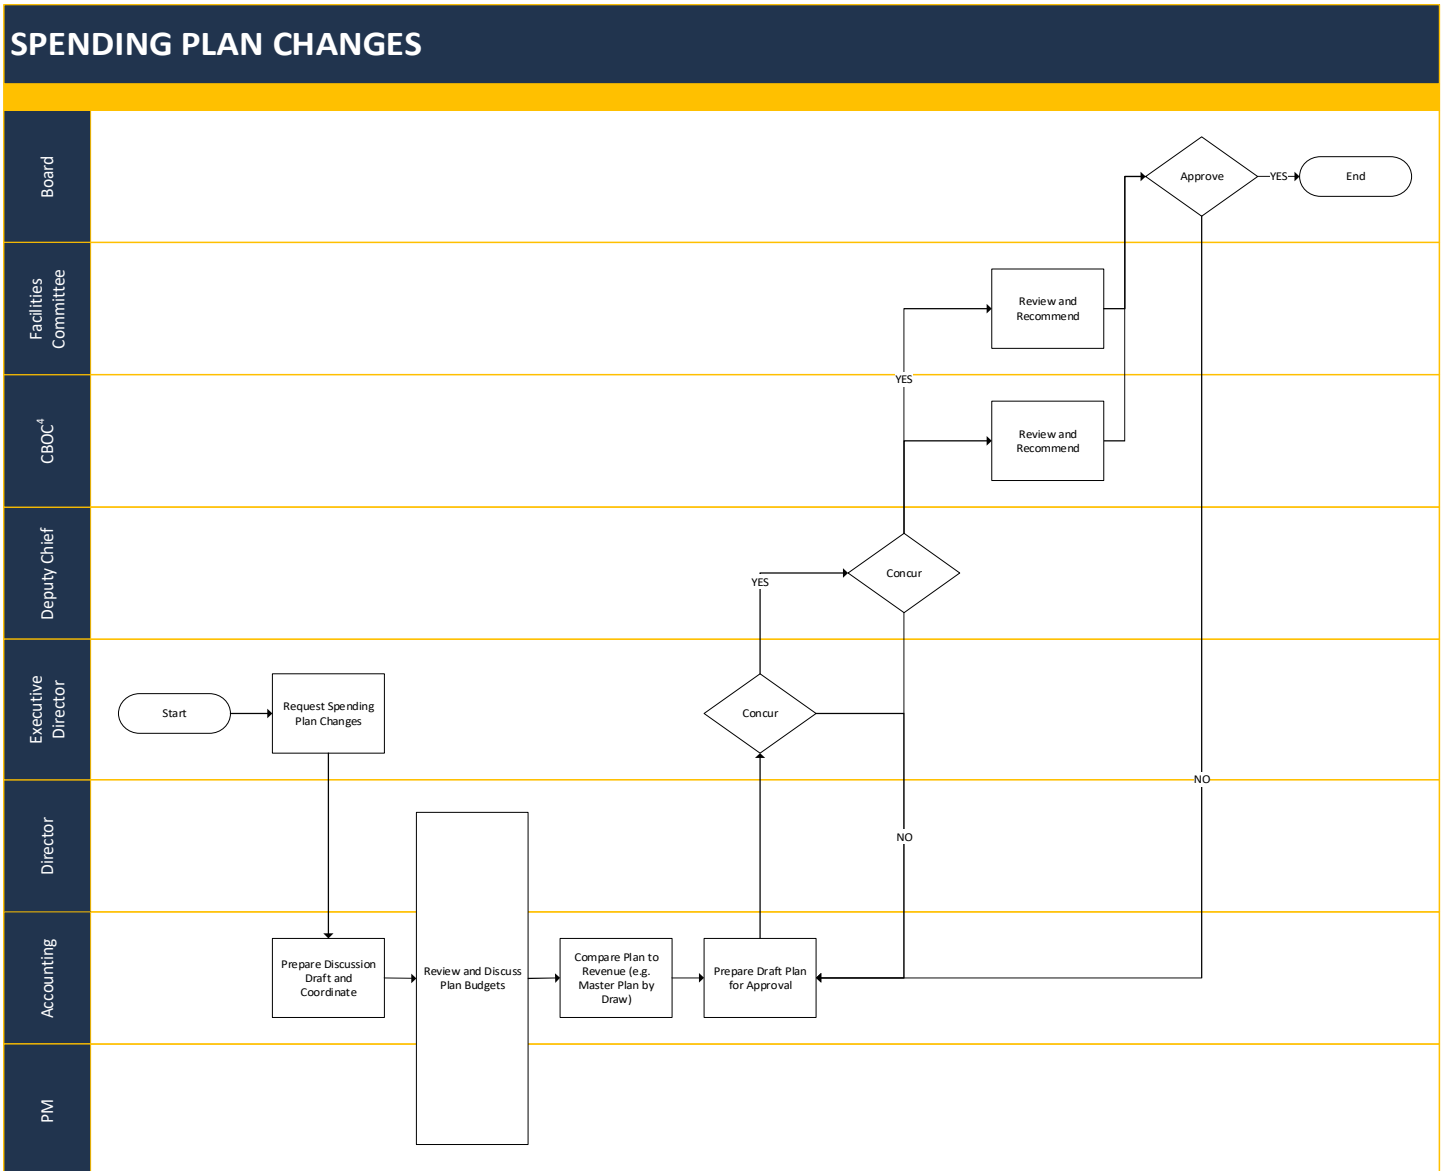 SPENDING PLAN CHANGES
Board
Approve
YES
End
Facilities
Committee
Review and
Recommend
YES
CBOC⁴
Review and
Recommend
Deputy Chief
YES
Concur
Executive
Director
Start
Request Spending
Plan Changes
Concur
NO
Director
NO
Accounting
Prepare Discussion
Draft and
Coordinate
Review and Discuss
Plan Budgets
Compare Plan to
Revenue (e.g.
Master Plan by
Draw)
Prepare Draft Plan
for Approval
PM